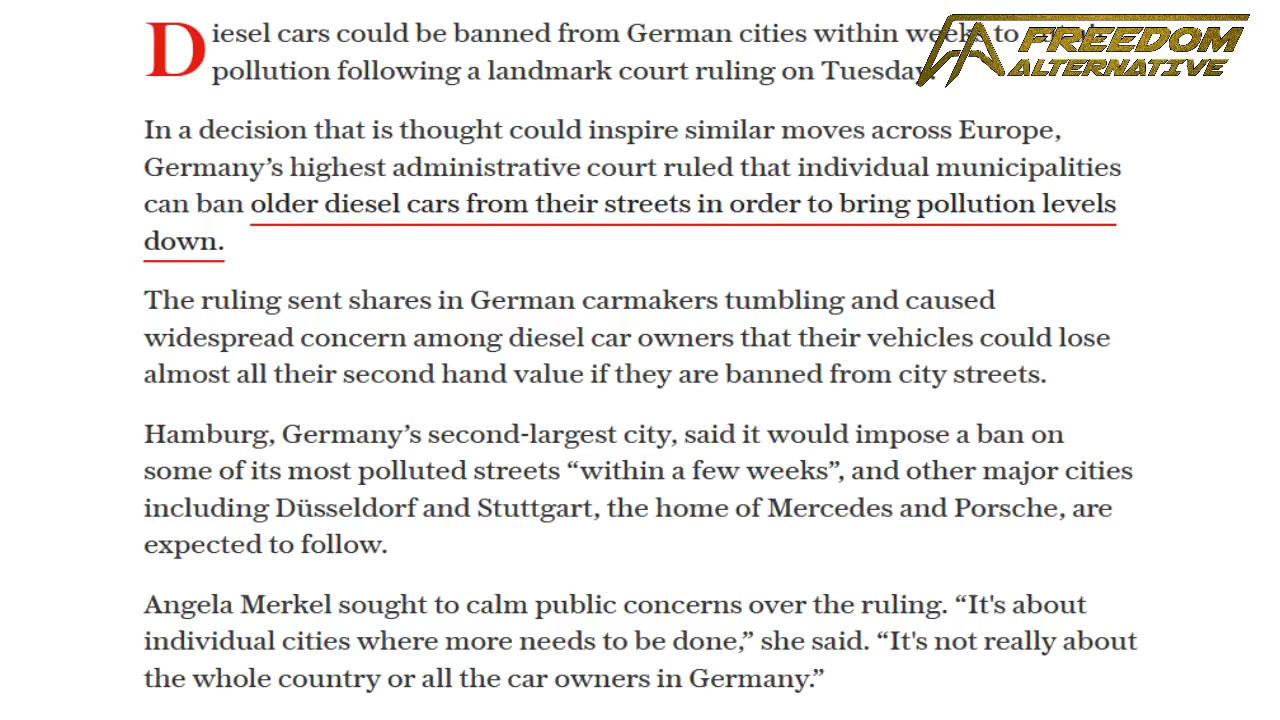 Diesel cars could be banned from German cities within weeks to
pollution following a landmark court ruling on Tuesday.
FREEDOM
ALTERNATIVE
In a decision that is thought could inspire similar moves across Europe,
Germany’s highest administrative court ruled that individual municipalities
can ban older diesel cars from their streets in order to bring pollution levels
down.
The ruling sent shares in German carmakers tumbling and caused
widespread concern among diesel car owners that their vehicles could lose
almost all their second hand value if they are banned from city streets.
Hamburg, Germany’s second-largest city, said it would impose a ban on
some of its most polluted streets “within a few weeks”, and other major cities
including Düsseldorf and Stuttgart, the home of Mercedes and Porsche, are
expected to follow.
Angela Merkel sought to calm public concerns over the ruling. “It's about
individual cities where more needs to be done,” she said. “It's not really about
the whole country or all the car owners in Germany.”